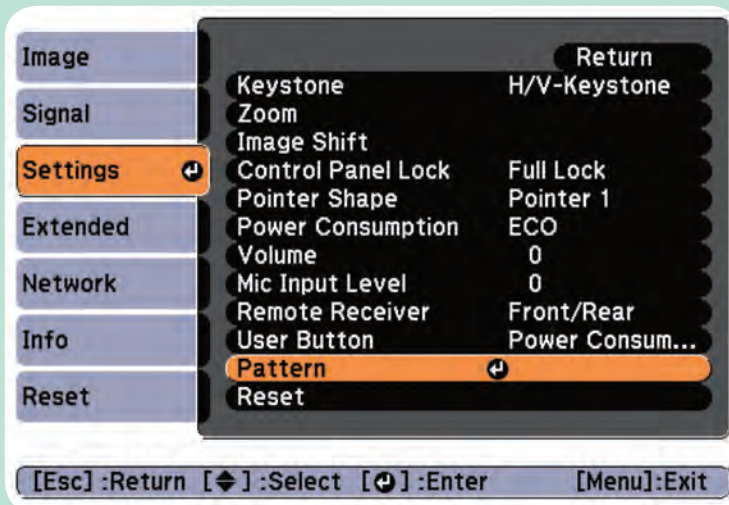 Image
Signal
Settings
Extended
Network
Info
Reset
Return
Keystone H/V-Keystone
Zoom
Image Shift
Control Panel Lock Full Lock
Pointer Shape Pointer 1
Power Consumption ECO
Volume 0
Mic Input Level 0
Remote Receiver Front/Rear
User Button Power Consum...
Pattern
Reset
[Esc] :Return [◆] :Select [↵] :Enter [Menu]:Exit